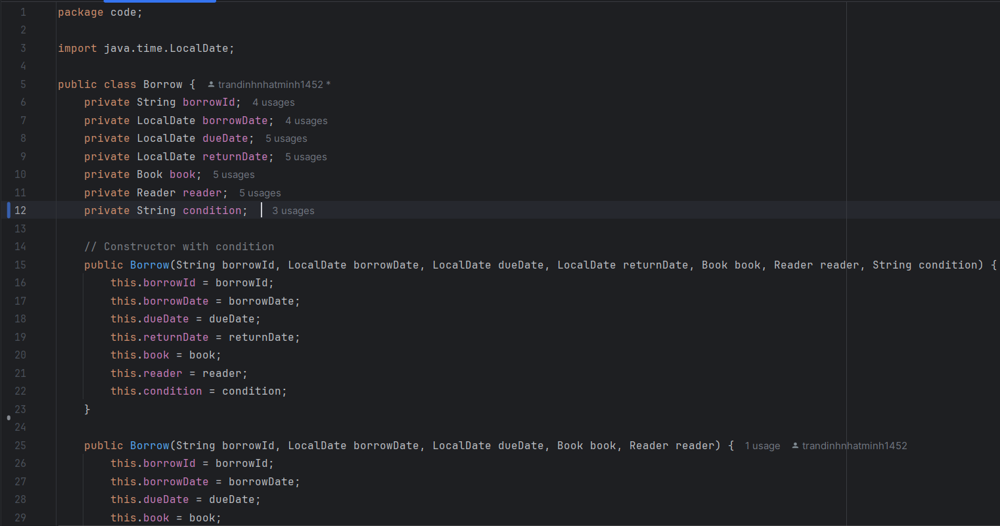 1 package code;
2
3 import java.time.LocalDate;
4
5 public class Borrow { trandinhnhatminh1452 *
6 private String borrowId; 4 usages
7 private LocalDate borrowDate; 4 usages
8 private LocalDate dueDate; 5 usages
9 private LocalDate returnDate; 5 usages
10 private Book book; 5 usages
11 private Reader reader; 5 usages
12 private String condition; 3 usages
13
14 // Constructor with condition
15 public Borrow(String borrowId, LocalDate borrowDate, LocalDate dueDate, LocalDate returnDate, Book book, Reader reader, String condition) {
16 this.borrowId = borrowId;
17 this.borrowDate = borrowDate;
18 this.dueDate = dueDate;
19 this.returnDate = returnDate;
20 this.book = book;
21 this.reader = reader;
22 this.condition = condition;
23 }
24
25 public Borrow(String borrowId, LocalDate borrowDate, LocalDate dueDate, Book book, Reader reader) { 1 usage trandinhnhatminh1452
26 this.borrowId = borrowId;
27 this.borrowDate = borrowDate;
28 this.dueDate = dueDate;
29 this.book = book;